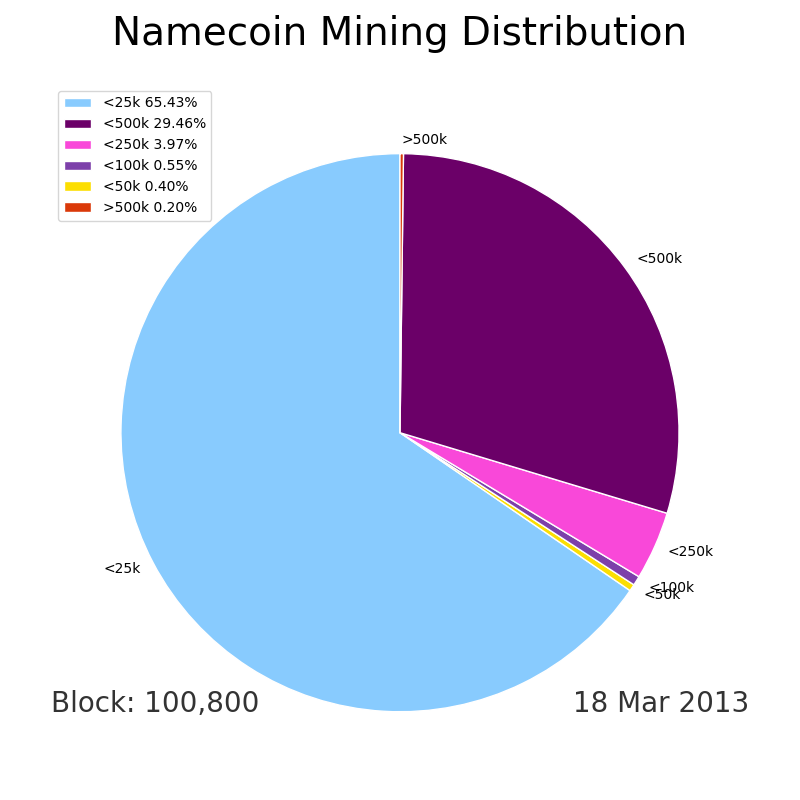 Namecoin Mining Distribution
<25k 65.43%
<500k 29.46%
<250k 3.97%
<100k 0.55%
<50k 0.40%
>500k 0.20%
>500k
<500k
<25k
<250k
<100k
<50k
Block: 100,800
18 Mar 2013